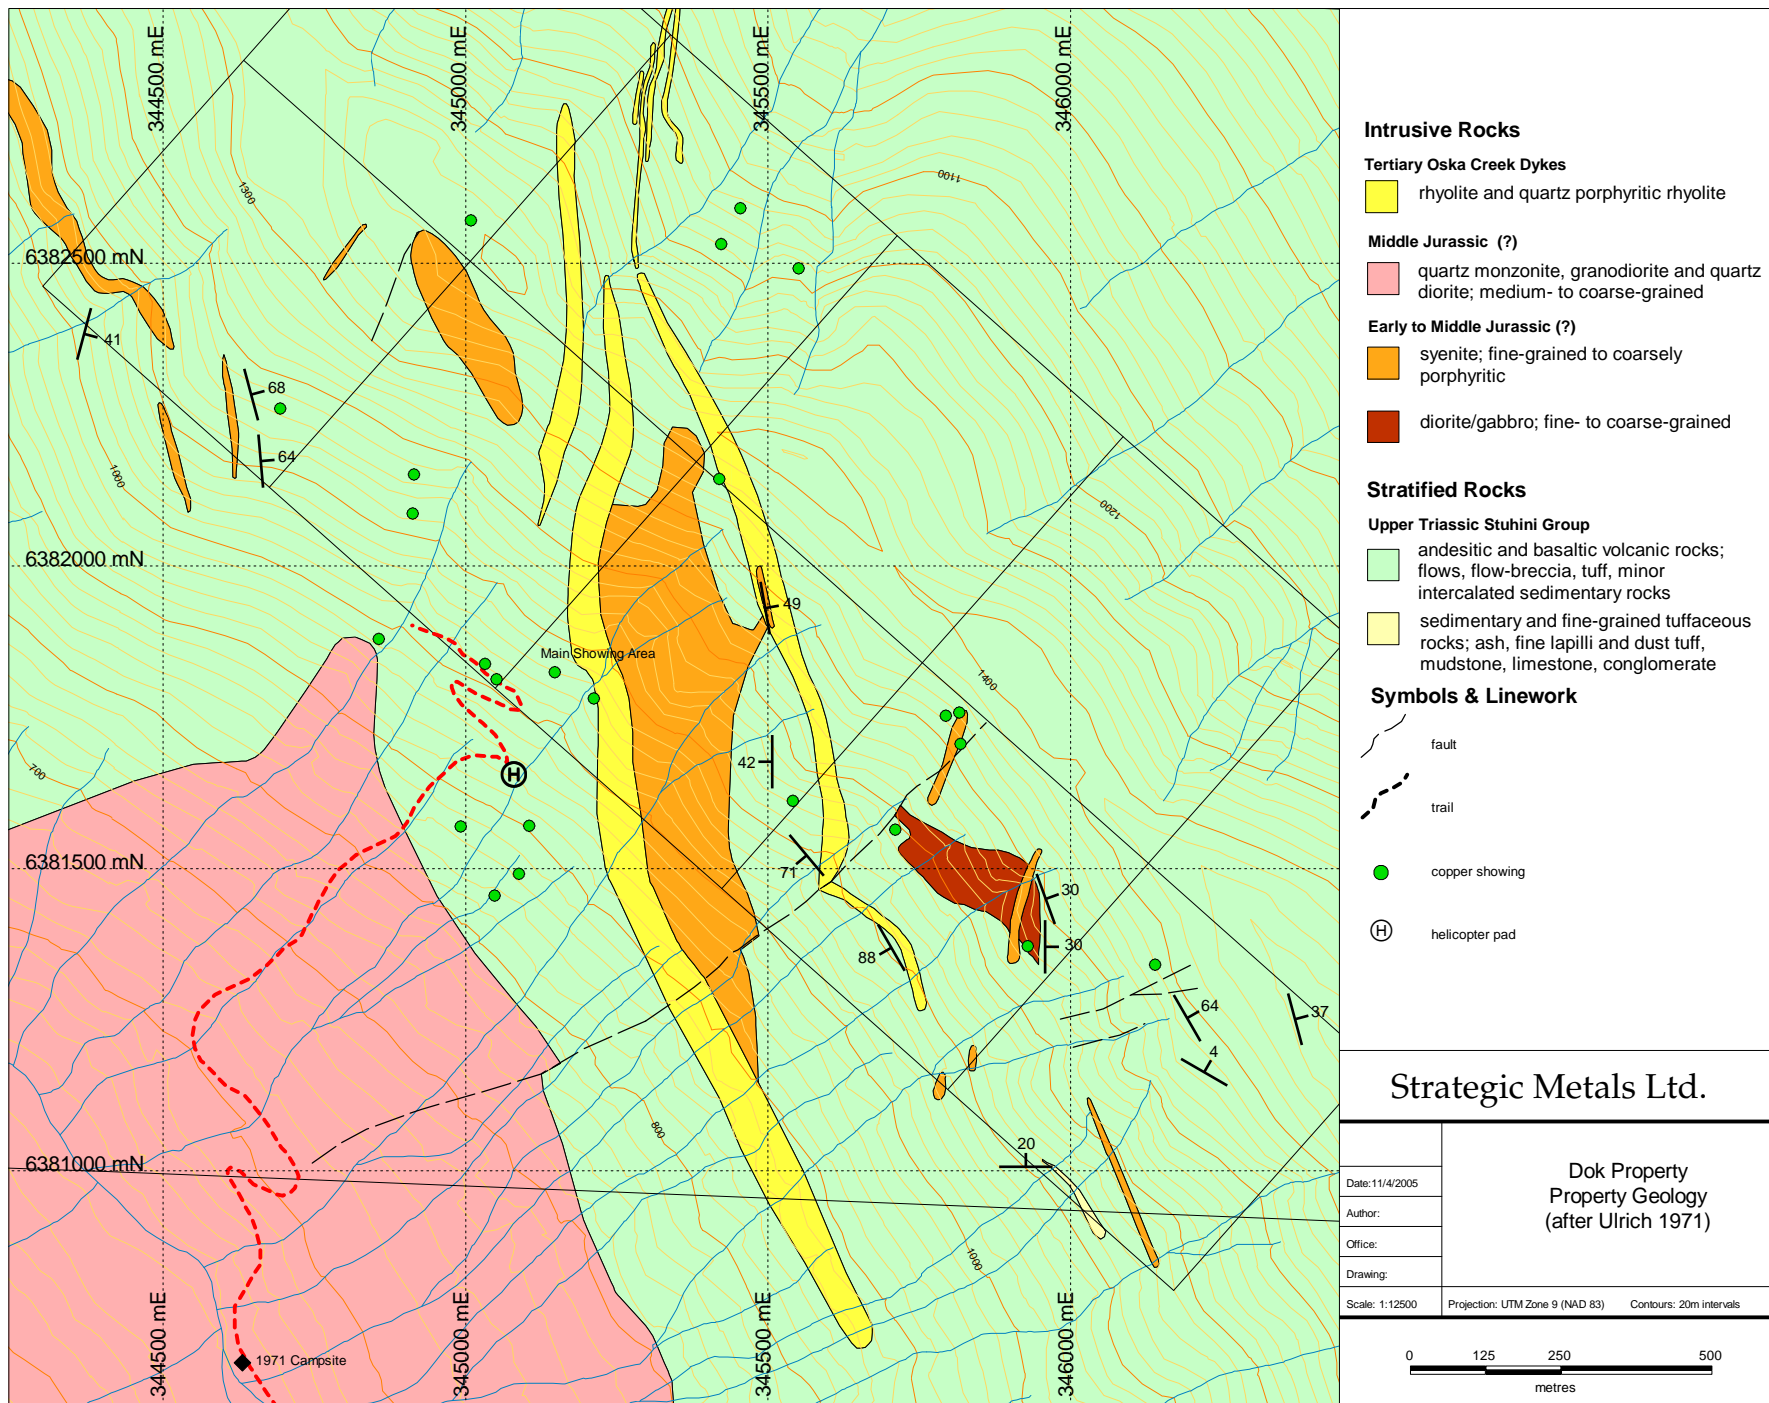 344500 mE
345000 mE
345500 mE
346000 mE
1300
1100
6382500 mN
41
68
64
1000
1200
6382000 mN
49
Main Showing Area
1400
700
42
6381500 mN
71
30
30
88
64
37
4
800
20
6381000 mN
1000
1971 Campsite
344500 mE
345000 mE
345500 mE
346000 mE
Intrusive Rocks
Tertiary Oska Creek Dykes
rhyolite and quartz porphyritic rhyolite
Middle Jurassic (?)
quartz monzonite, granodiorite and quartz
diorite; medium- to coarse-grained
Early to Middle Jurassic (?)
syenite; fine-grained to coarsely
porphyritic
diorite/gabbro; fine- to coarse-grained
Stratified Rocks
Upper Triassic Stuhini Group
andesitic and basaltic volcanic rocks;
flows, flow-breccia, tuff, minor
intercalated sedimentary rocks
sedimentary and fine-grained tuffaceous
rocks; ash, fine lapilli and dust tuff,
mudstone, limestone, conglomerate
Symbols & Linework
fault
trail
copper showing
H
helicopter pad
H
Strategic Metals Ltd.
Dok Property
Property Geology
(after Ulrich 1971)
Date:11/4/2005
Author:
Office:
Drawing:
Scale: 1:12500
Projection: UTM Zone 9 (NAD 83)
Contours: 20m intervals
0 125 250 500
metres